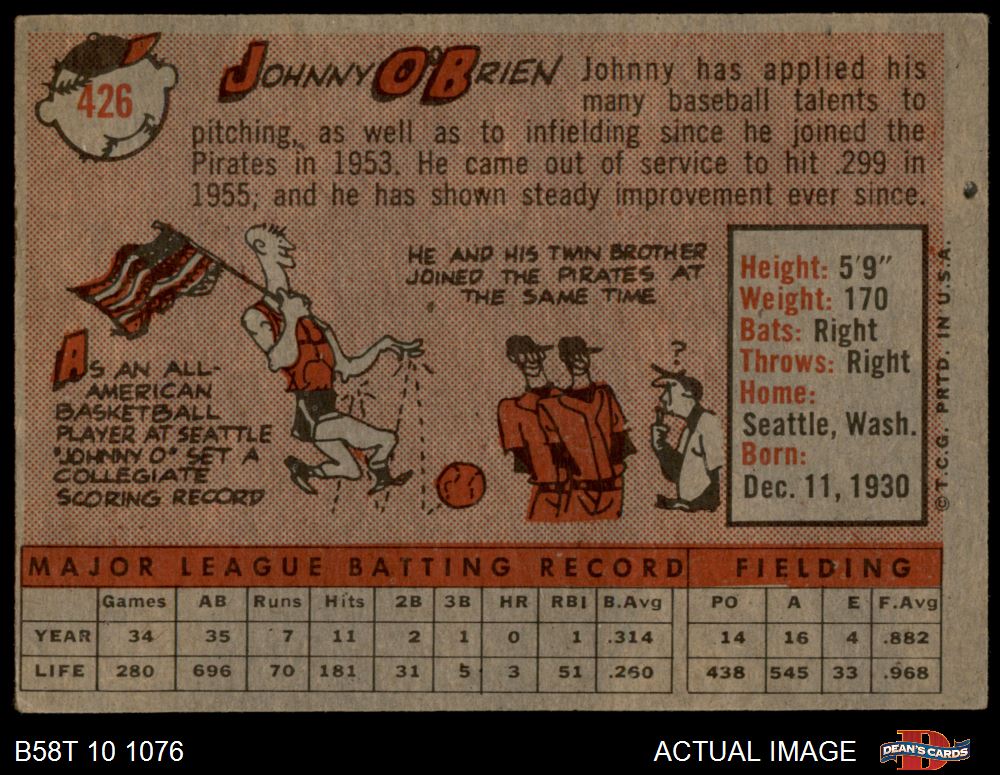 426
JOHNNY O'BRIEN
Johnny has applied his
many baseball talents to
pitching, as well as to infielding since he joined the
Pirates in 1953. He came out of service to hit .299 in
1955; and he has shown steady improvement ever since.
HE AND HIS TWIN BROTHER
JOINED THE PIRATES AT
THE SAME TIME
?
AS AN ALL-
AMERICAN
BASKETBALL
PLAYER AT SEATTLE
"JOHNNY O" SET A
COLLEGIATE
SCORING RECORD
Height: 5'9"
Weight: 170
Bats: Right
Throws: Right
Home:
Seattle, Wash.
Born:
Dec. 11, 1930
© T.C.G. PRTD. IN U.S.A.
MAJOR LEAGUE BATTING RECORD FIELDING
Games AB Runs Hits 2B 3B HR RBI B.Avg PO A E F.Avg
YEAR 34 35 7 11 2 1 0 1 .314 14 16 4 .882
LIFE 280 696 70 181 31 5 3 51 .260 438 545 33 .968
B58T 10 1076
ACTUAL IMAGE
D
DEAN'S CARDS